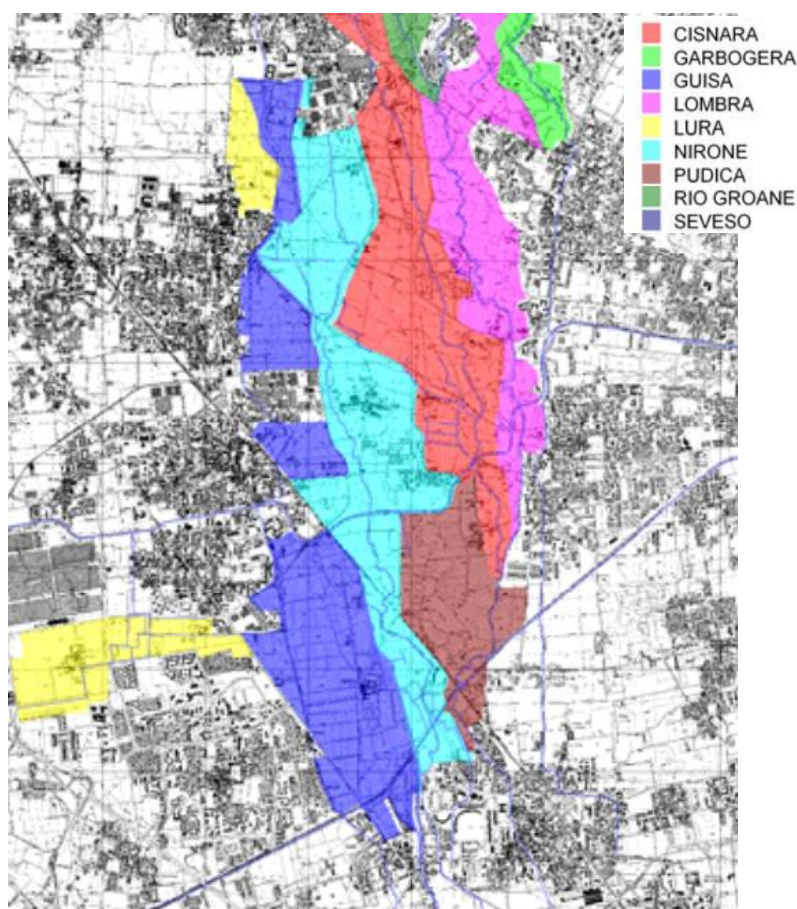 CISNARA
GARBOGERA
GUISA
LOMBRA
LURA
NIRONE
PUDICA
RIO GROANE
SEVESO